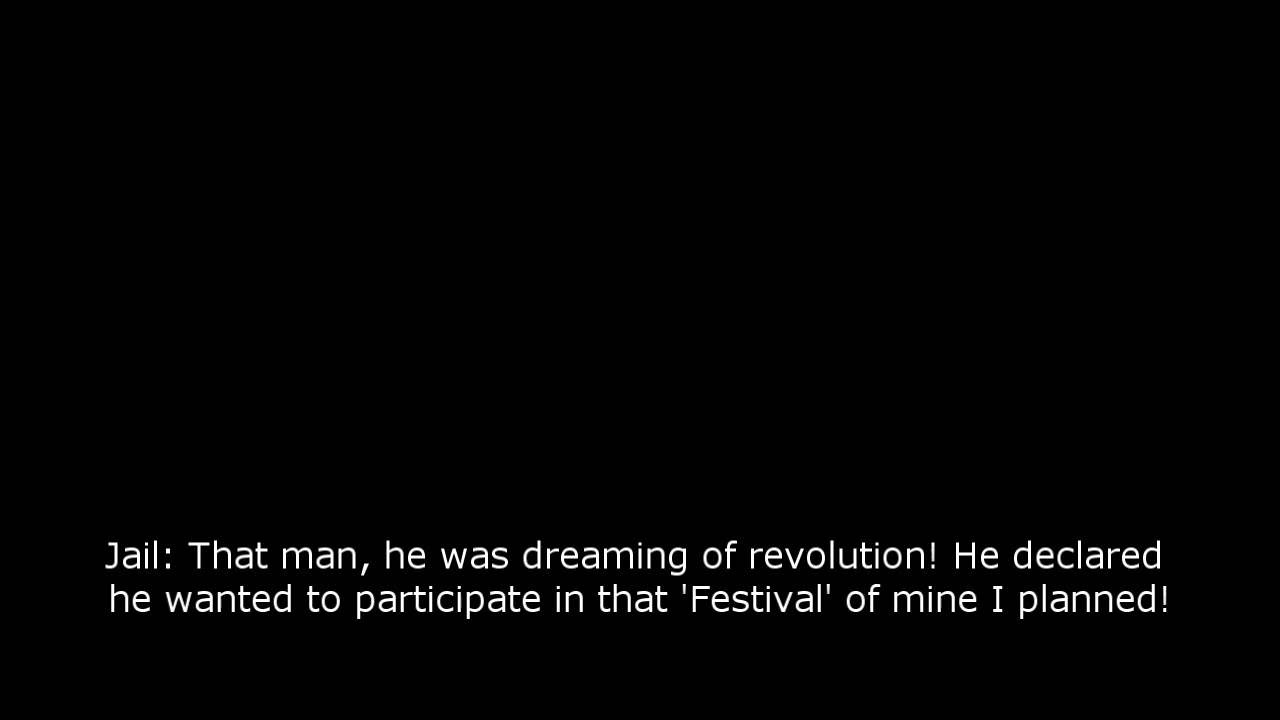 Jail: That man, he was dreaming of revolution! He declared
he wanted to participate in that 'Festival' of mine I planned!